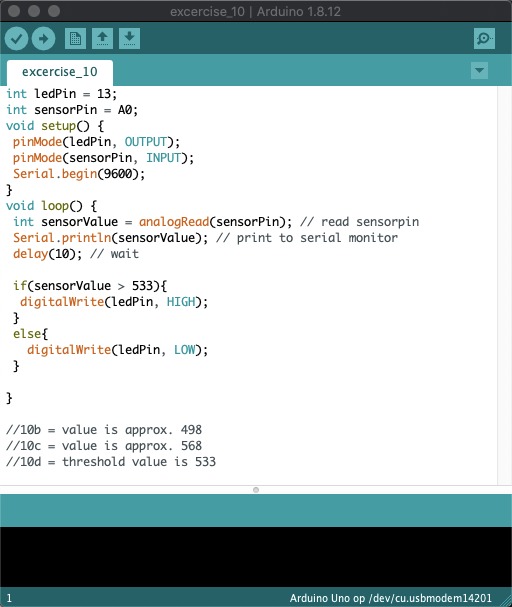 excercise_10 | Arduino 1.8.12
excercise_10
int ledPin = 13;
int sensorPin = A0;
void setup() {
 pinMode(ledPin, OUTPUT);
 pinMode(sensorPin, INPUT);
 Serial.begin(9600);
}
void loop() {
 int sensorValue = analogRead(sensorPin); // read sensorpin
 Serial.println(sensorValue); // print to serial monitor
 delay(10); // wait

 if(sensorValue > 533){
  digitalWrite(ledPin, HIGH);
 }
 else{
   digitalWrite(ledPin, LOW);
 }

}

//10b = value is approx. 498
//10c = value is approx. 568
//10d = threshold value is 533
1
Arduino Uno op /dev/cu.usbmodem14201